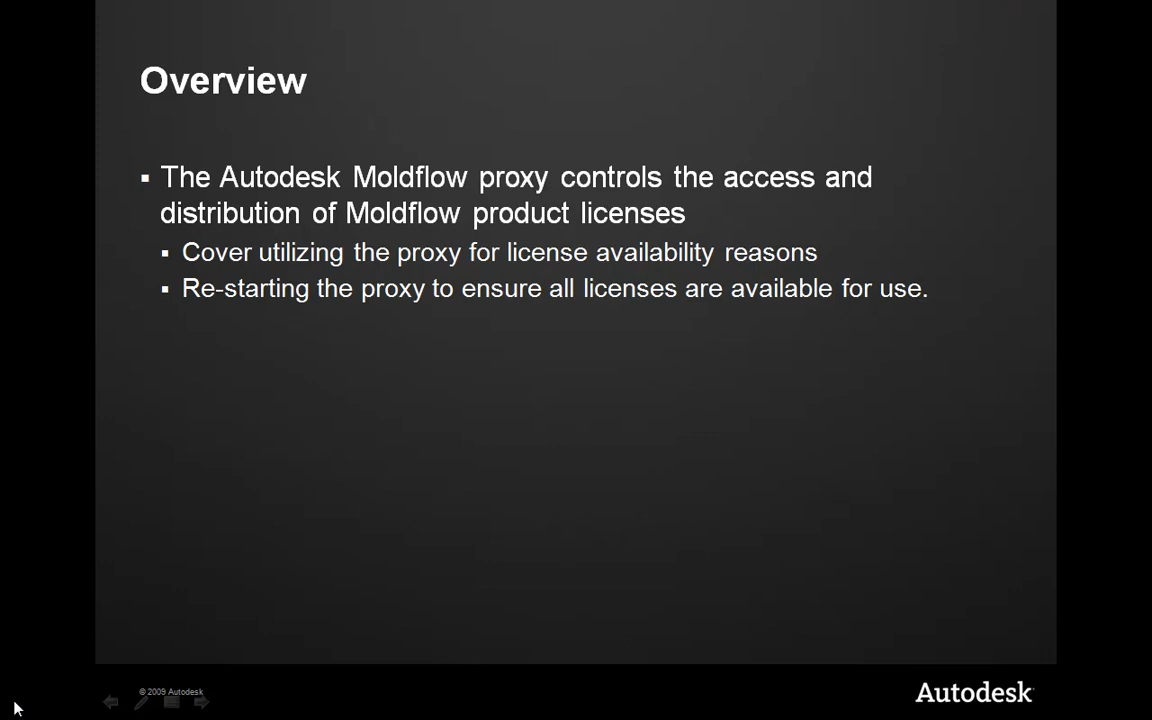 Overview
▪ The Autodesk Moldflow proxy controls the access and
distribution of Moldflow product licenses
▪ Cover utilizing the proxy for license availability reasons
▪ Re-starting the proxy to ensure all licenses are available for use.
© 2009 Autodesk
Autodesk